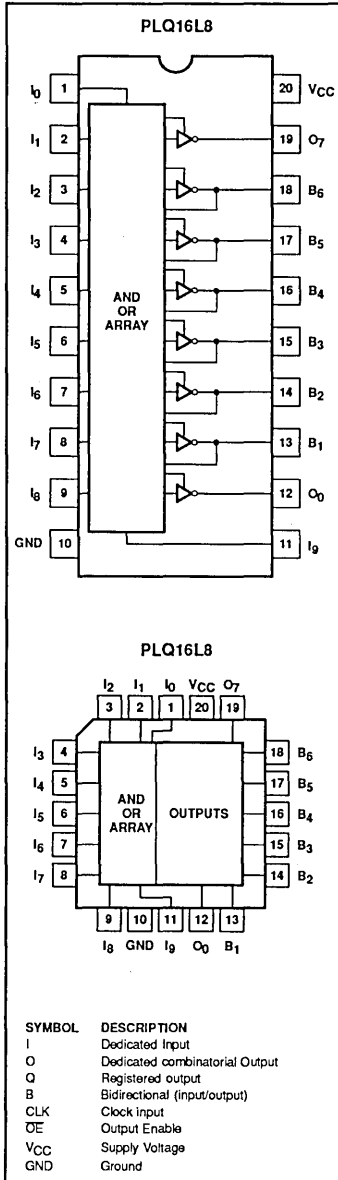 PLQ16L8
I0 1 20 VCC
I1 2 19 O7
I2 3 18 B6
I3 4 17 B5
I4 5 16 B4
AND
OR
ARRAY
I5 6 15 B3
I6 7 14 B2
I7 8 13 B1
I8 9 12 O0
GND 10 11 I9
PLQ16L8
I2 I1 I0 VCC O7
3 2 1 20 19
I3 4 18 B6
I4 5 17 B5
AND
OR
ARRAY
OUTPUTS
I5 6 16 B4
I6 7 15 B3
I7 8 14 B2
9 10 11 12 13
I8 GND I9 O0 B1
SYMBOL DESCRIPTION
I Dedicated Input
O Dedicated combinatorial Output
Q Registered output
B Bidirectional (input/output)
CLK Clock input
OE Output Enable
VCC Supply Voltage
GND Ground